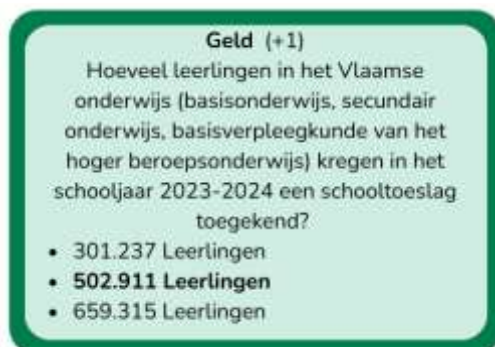 Geld (+1)
Hoeveel leerlingen in het Vlaamse
onderwijs (basisonderwijs, secundair
onderwijs, basisverpleegkunde van het
hoger beroepsonderwijs) kregen in het
schooljaar 2023-2024 een schooltoeslag
toegekend?
• 301.237 Leerlingen
• 502.911 Leerlingen
• 659.315 Leerlingen